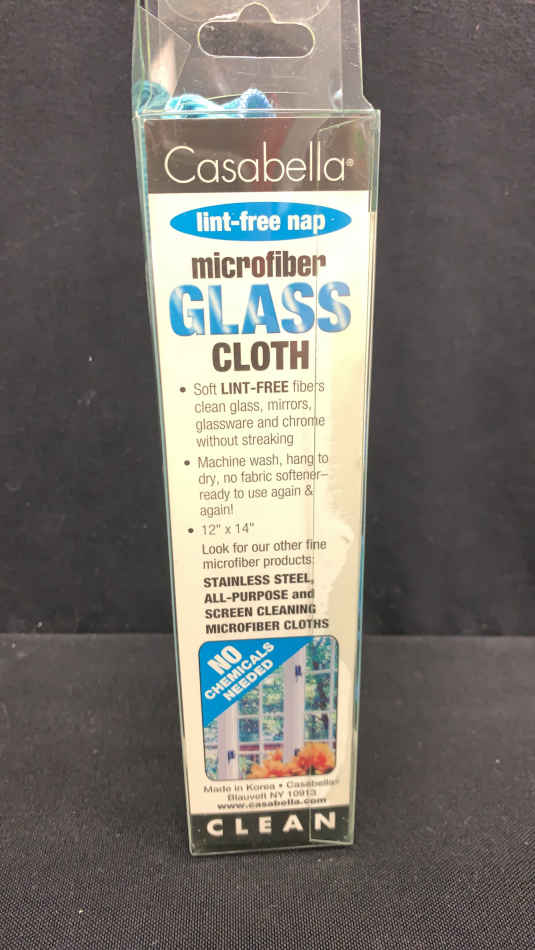 Casabella®
lint-free nap
microfiber
GLASS
CLOTH
• Soft LINT-FREE fibers
clean glass, mirrors,
glassware and chrome
without streaking
• Machine wash, hang to
dry, no fabric softener–
ready to use again &
again!
• 12" x 14"
Look for our other fine
microfiber products:
STAINLESS STEEL,
ALL-PURPOSE and
SCREEN CLEANING
MICROFIBER CLOTHS
NO
CHEMICALS
NEEDED
Made in Korea • Casabella®
Blauvelt NY 10913
www.casabella.com
CLEAN